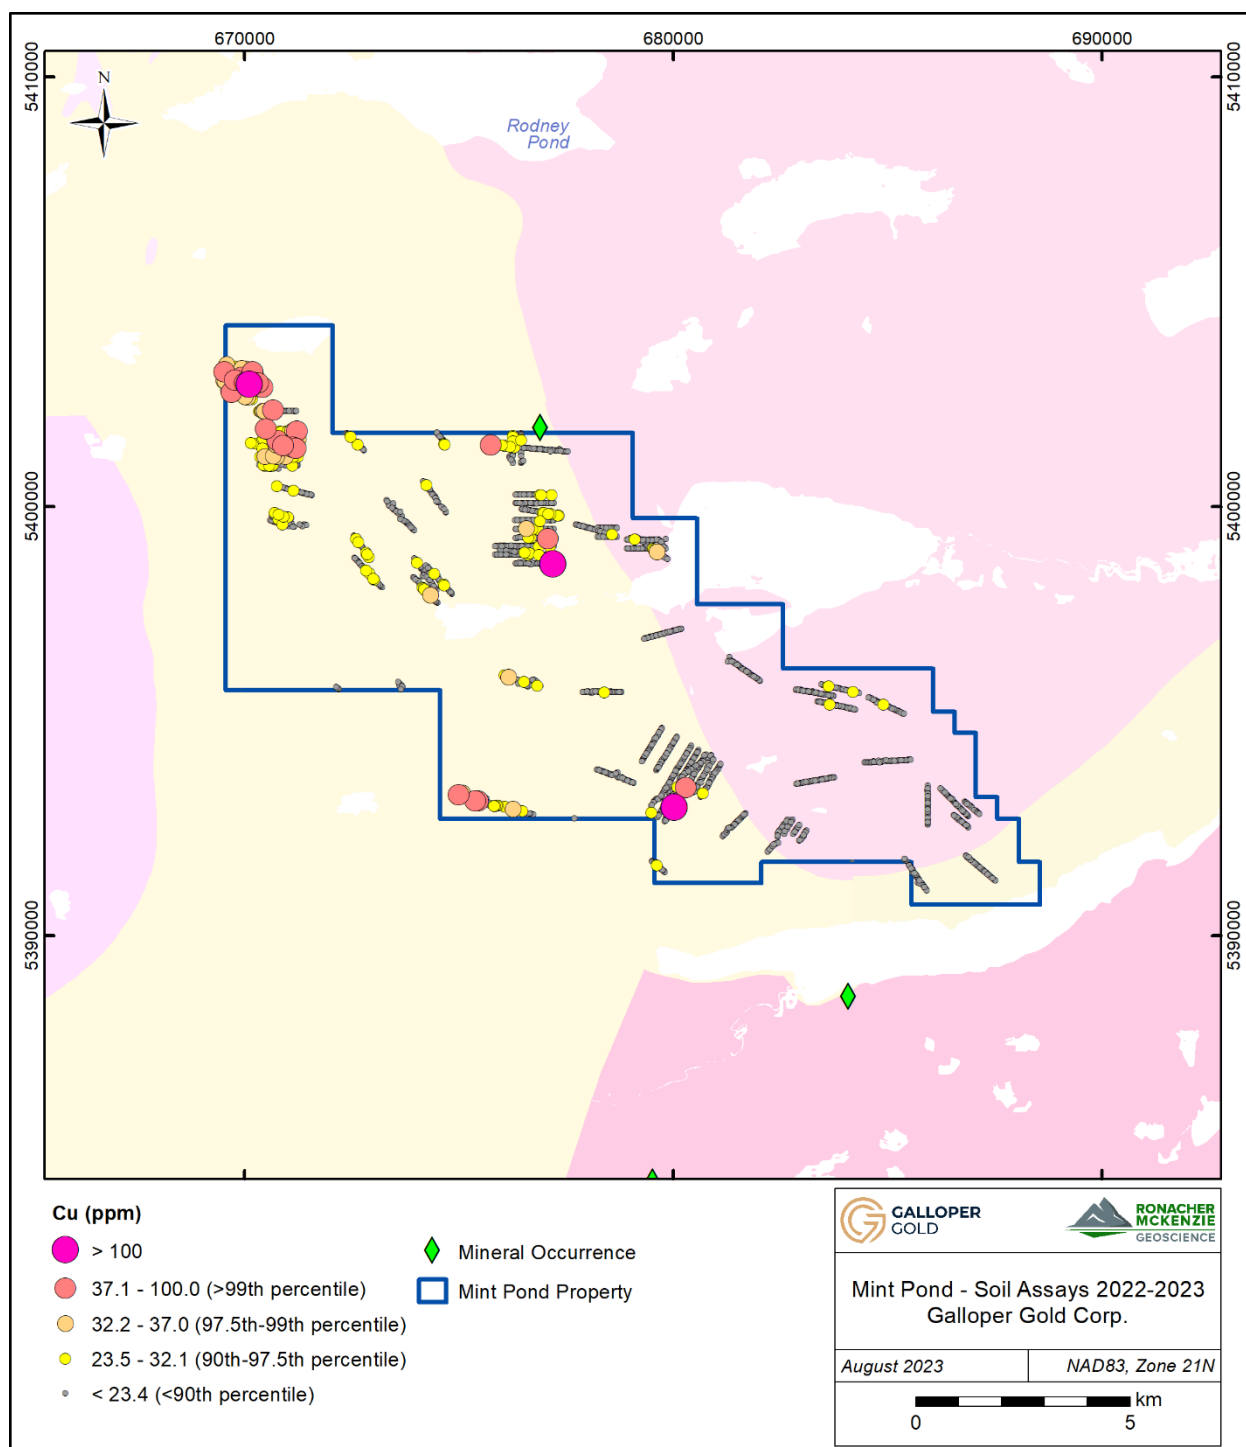 670000
680000
690000
5410000
5410000
N
Rodney
Pond
5400000
5400000
5390000
5390000
Cu (ppm)
> 100
37.1 - 100.0 (>99th percentile)
32.2 - 37.0 (97.5th-99th percentile)
23.5 - 32.1 (90th-97.5th percentile)
< 23.4 (<90th percentile)
Mineral Occurrence
Mint Pond Property
GALLOPER
GOLD
RONACHER
MCKENZIE
GEOSCIENCE
Mint Pond - Soil Assays 2022-2023
Galloper Gold Corp.
August 2023
NAD83, Zone 21N
km
0
5